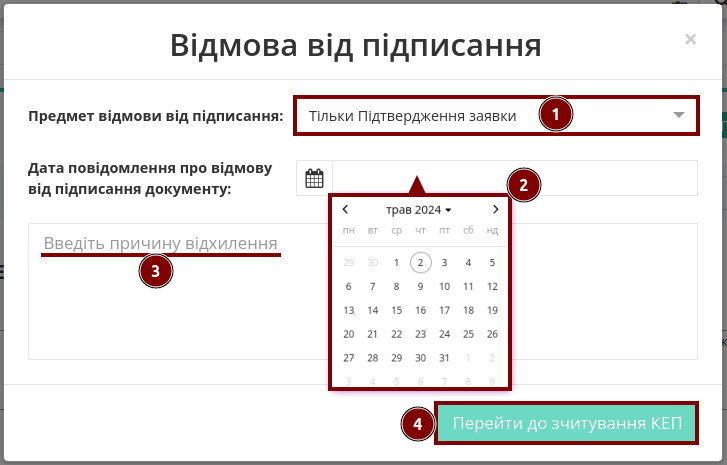 Відмова від підписання
×
Предмет відмови від підписання:
Тільки Підтвердження заявки
1
Дата повідомлення про відмову
від підписання документу:
2
трав 2024
пн вт ср чт пт сб нд
29 30 1 2 3 4 5
6 7 8 9 10 11 12
13 14 15 16 17 18 19
20 21 22 23 24 25 26
27 28 29 30 31 1 2
3 4 5 6 7 8 9
Введіть причину відхилення
3
4
Перейти до зчитування КЕП